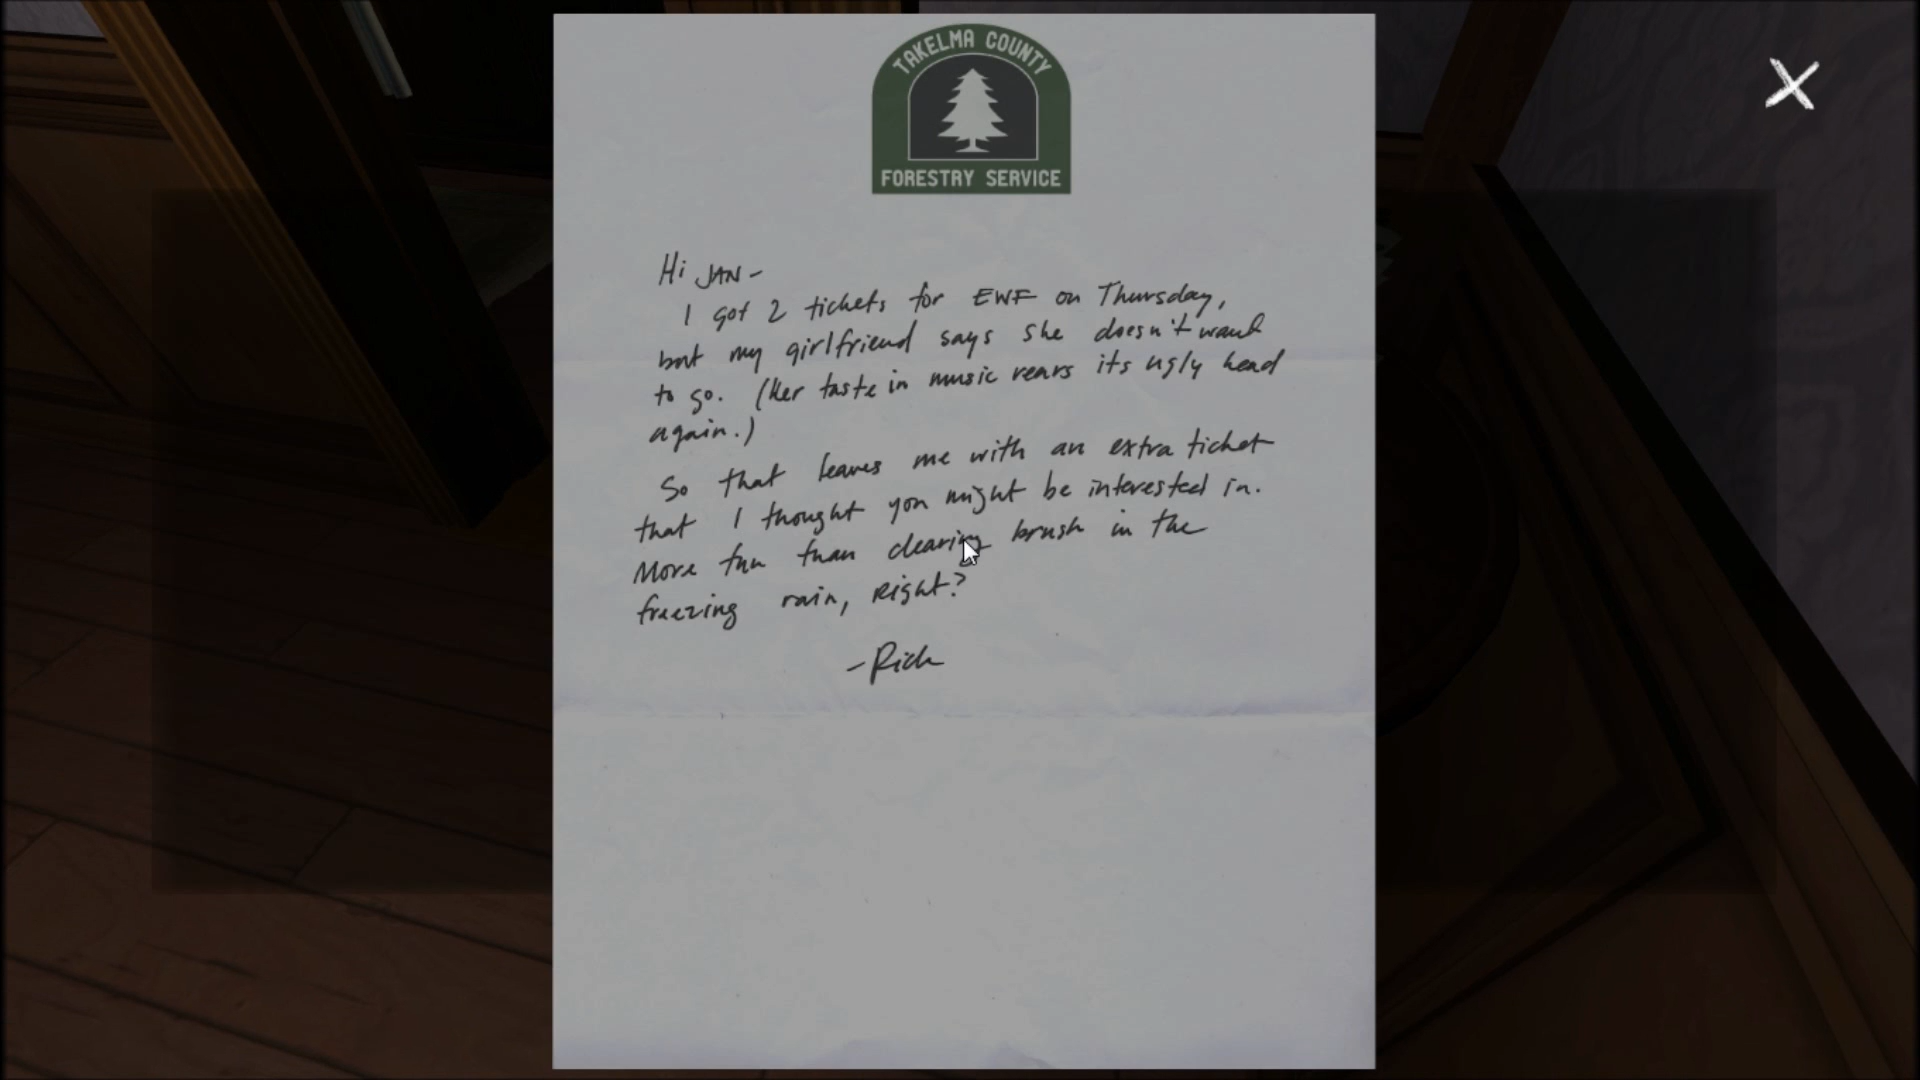 TAKELMA COUNTY
FORESTRY SERVICE
Hi JAN-
I got 2 tickets for EWF on Thursday,
but my girlfriend says she doesn't want
to go. (Her taste in music rears its ugly head
again.)
So that leaves me with an extra ticket
that I thought you might be interested in.
More fun than clearing brush in the
freezing rain, Right?
-Rich